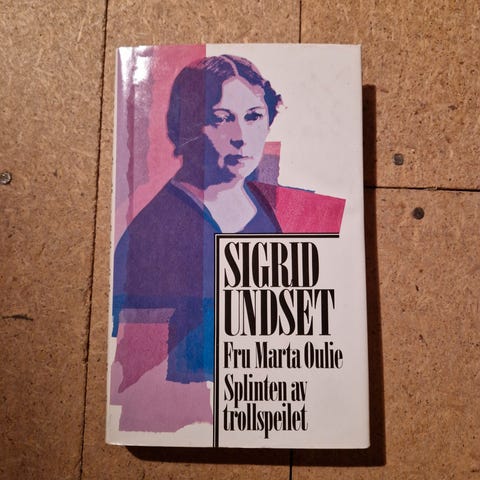 SIGRID
UNDSET
Fru Marta Oulie
Splinten av
trollspeilet